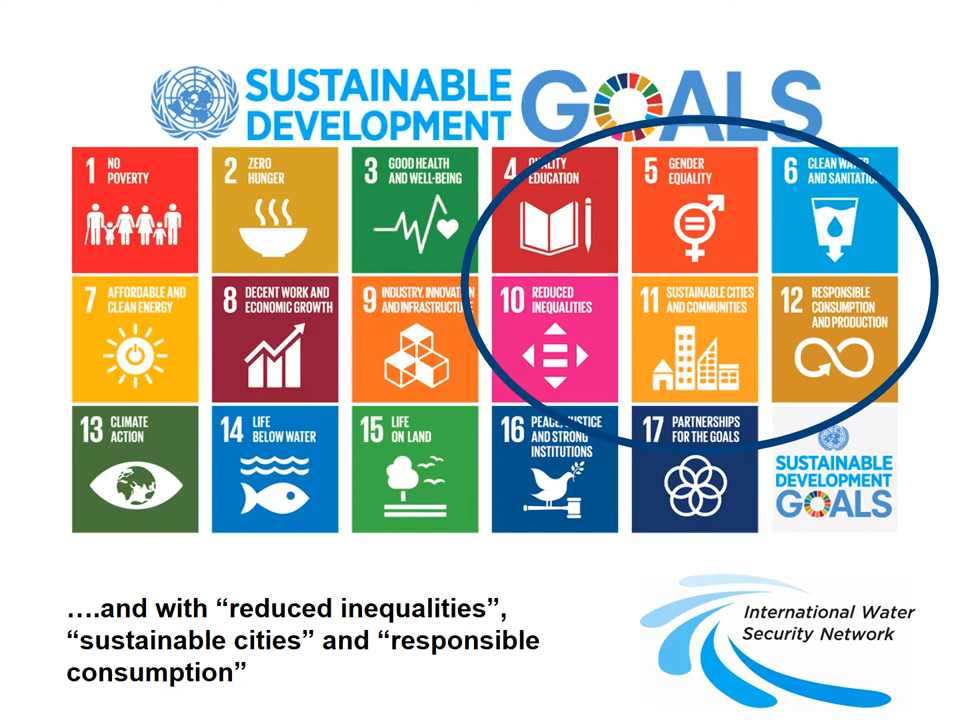 SUSTAINABLE
DEVELOPMENT
GOALS
1 NO
POVERTY
2 ZERO
HUNGER
3 GOOD HEALTH
AND WELL-BEING
4 QUALITY
EDUCATION
5 GENDER
EQUALITY
6 CLEAN WATER
AND SANITATION
7 AFFORDABLE AND
CLEAN ENERGY
8 DECENT WORK AND
ECONOMIC GROWTH
9 INDUSTRY, INNOVATION
AND INFRASTRUCTURE
10 REDUCED
INEQUALITIES
11 SUSTAINABLE CITIES
AND COMMUNITIES
12 RESPONSIBLE
CONSUMPTION
AND PRODUCTION
13 CLIMATE
ACTION
14 LIFE
BELOW WATER
15 LIFE
ON LAND
16 PEACE, JUSTICE
AND STRONG
INSTITUTIONS
17 PARTNERSHIPS
FOR THE GOALS
SUSTAINABLE
DEVELOPMENT
GOALS
….and with “reduced inequalities”,
“sustainable cities” and “responsible
consumption”
International Water
Security Network